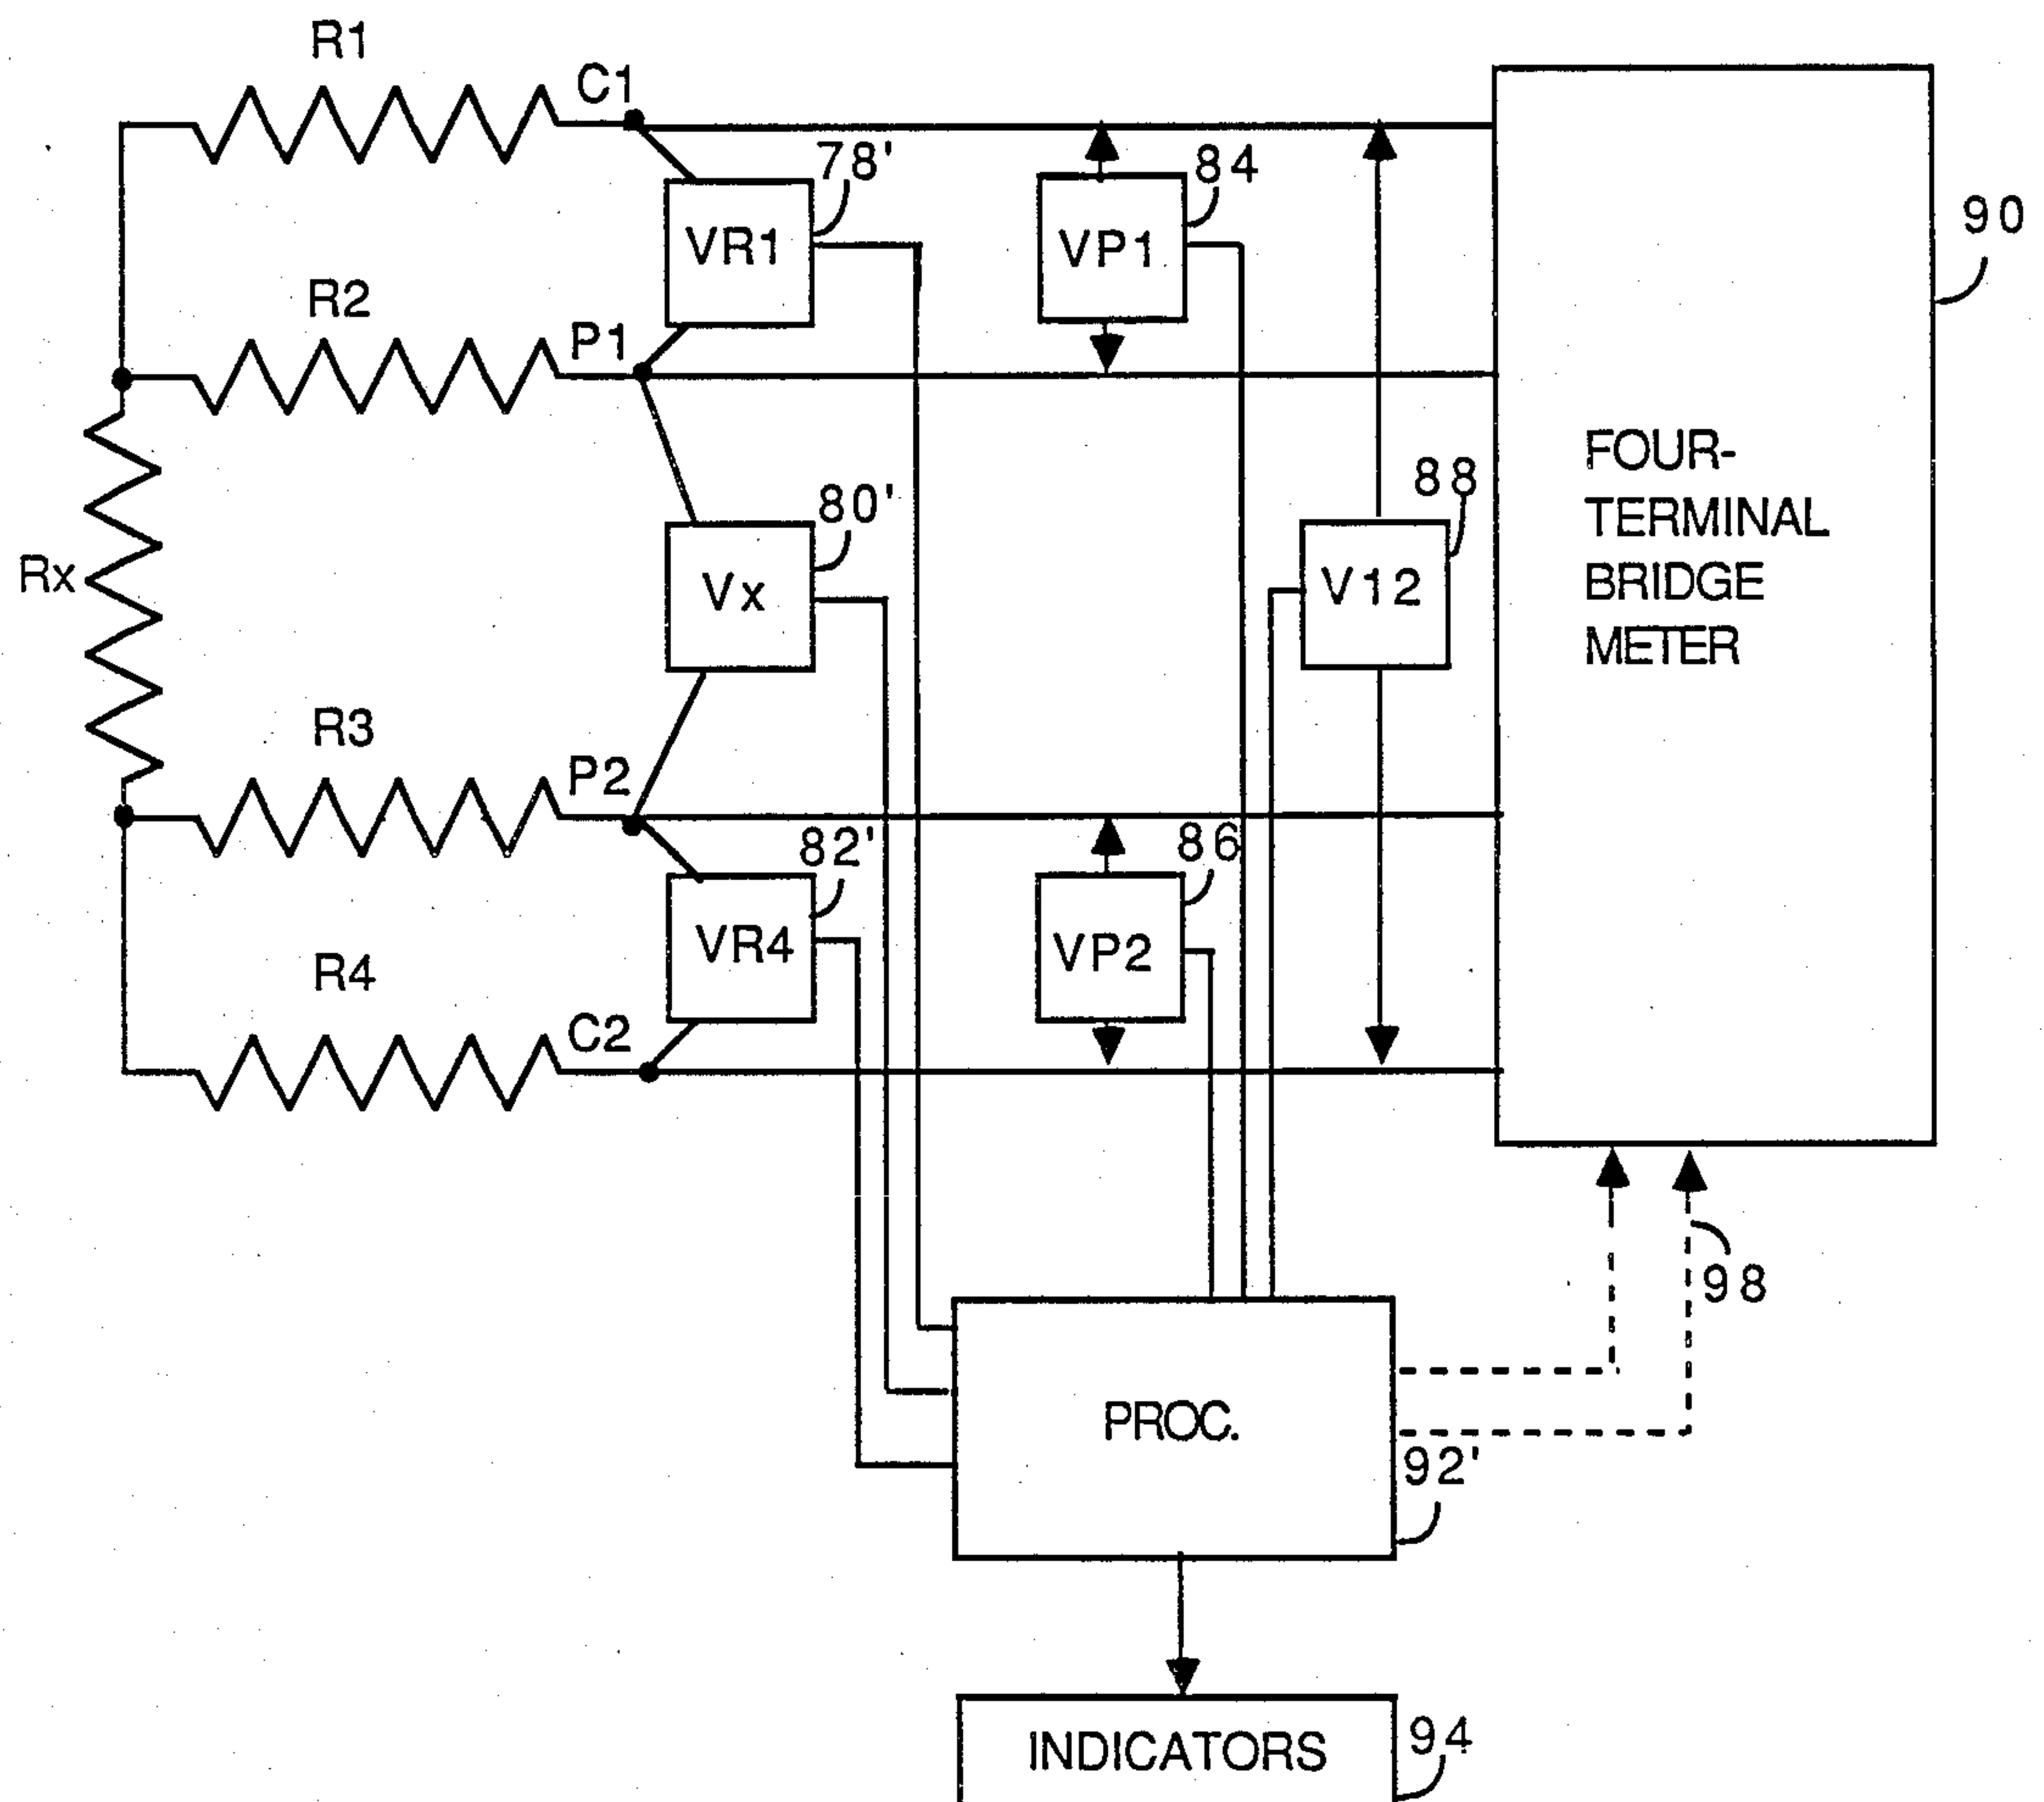 R1
C1
78'
84
VR1
VP1
90
R2
P1
FOUR-
TERMINAL
BRIDGE
METER
88
80'
Rx
Vx
V12
R3
P2
82'
86
VR4
VP2
R4
C2
98
PROC.
92'
INDICATORS
94